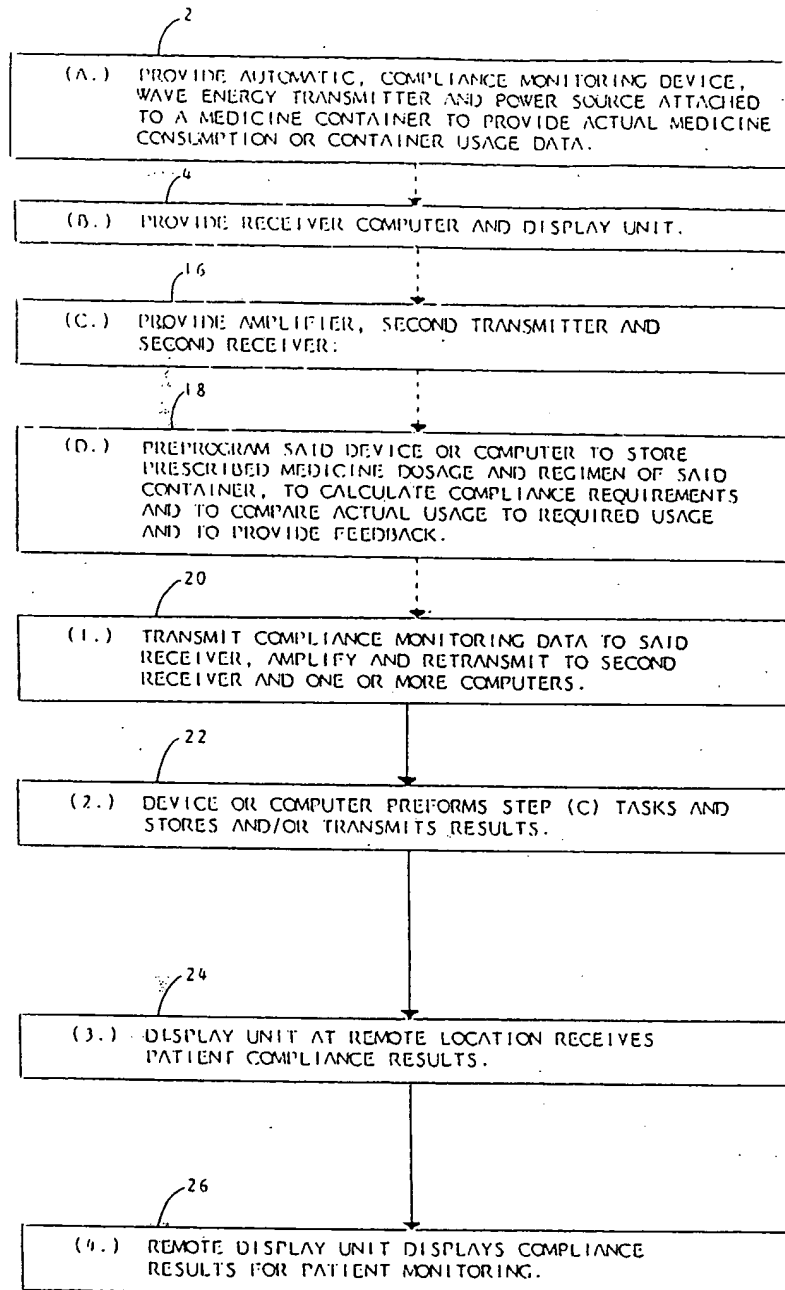 2
(A.) PROVIDE AUTOMATIC, COMPLIANCE MONITORING DEVICE,
WAVE ENERGY TRANSMITTER AND POWER SOURCE ATTACHED
TO A MEDICINE CONTAINER TO PROVIDE ACTUAL MEDICINE
CONSUMPTION OR CONTAINER USAGE DATA.
4
(B.) PROVIDE RECEIVER COMPUTER AND DISPLAY UNIT.
16
(C.) PROVIDE AMPLIFIER, SECOND TRANSMITTER AND
SECOND RECEIVER.
18
(D.) PREPROGRAM SAID DEVICE OR COMPUTER TO STORE
PRESCRIBED MEDICINE DOSAGE AND REGIMEN OF SAID
CONTAINER, TO CALCULATE COMPLIANCE REQUIREMENTS
AND TO COMPARE ACTUAL USAGE TO REQUIRED USAGE
AND TO PROVIDE FEEDBACK.
20
(1.) TRANSMIT COMPLIANCE MONITORING DATA TO SAID
RECEIVER, AMPLIFY AND RETRANSMIT TO SECOND
RECEIVER AND ONE OR MORE COMPUTERS.
22
(2.) DEVICE OR COMPUTER PREFORMS STEP (C) TASKS AND
STORES AND/OR TRANSMITS RESULTS.
24
(3.) DISPLAY UNIT AT REMOTE LOCATION RECEIVES
PATIENT COMPLIANCE RESULTS.
26
(4.) REMOTE DISPLAY UNIT DISPLAYS COMPLIANCE
RESULTS FOR PATIENT MONITORING.